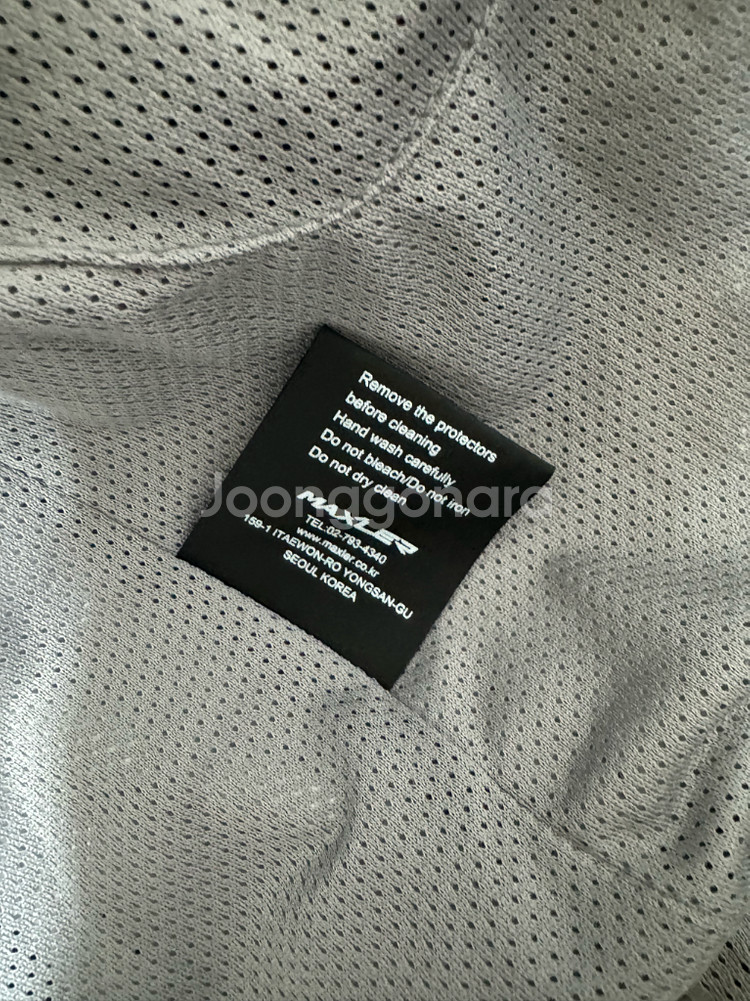 Remove the protectors
before cleaning
Hand wash carefully
Do not bleach/Do not iron
Do not dry clean
Joongonara
MAXLER
TEL:02-793-4340
www.maxler.co.kr
159-1 ITAEWON-RO YONGSAN-GU
SEOUL KOREA